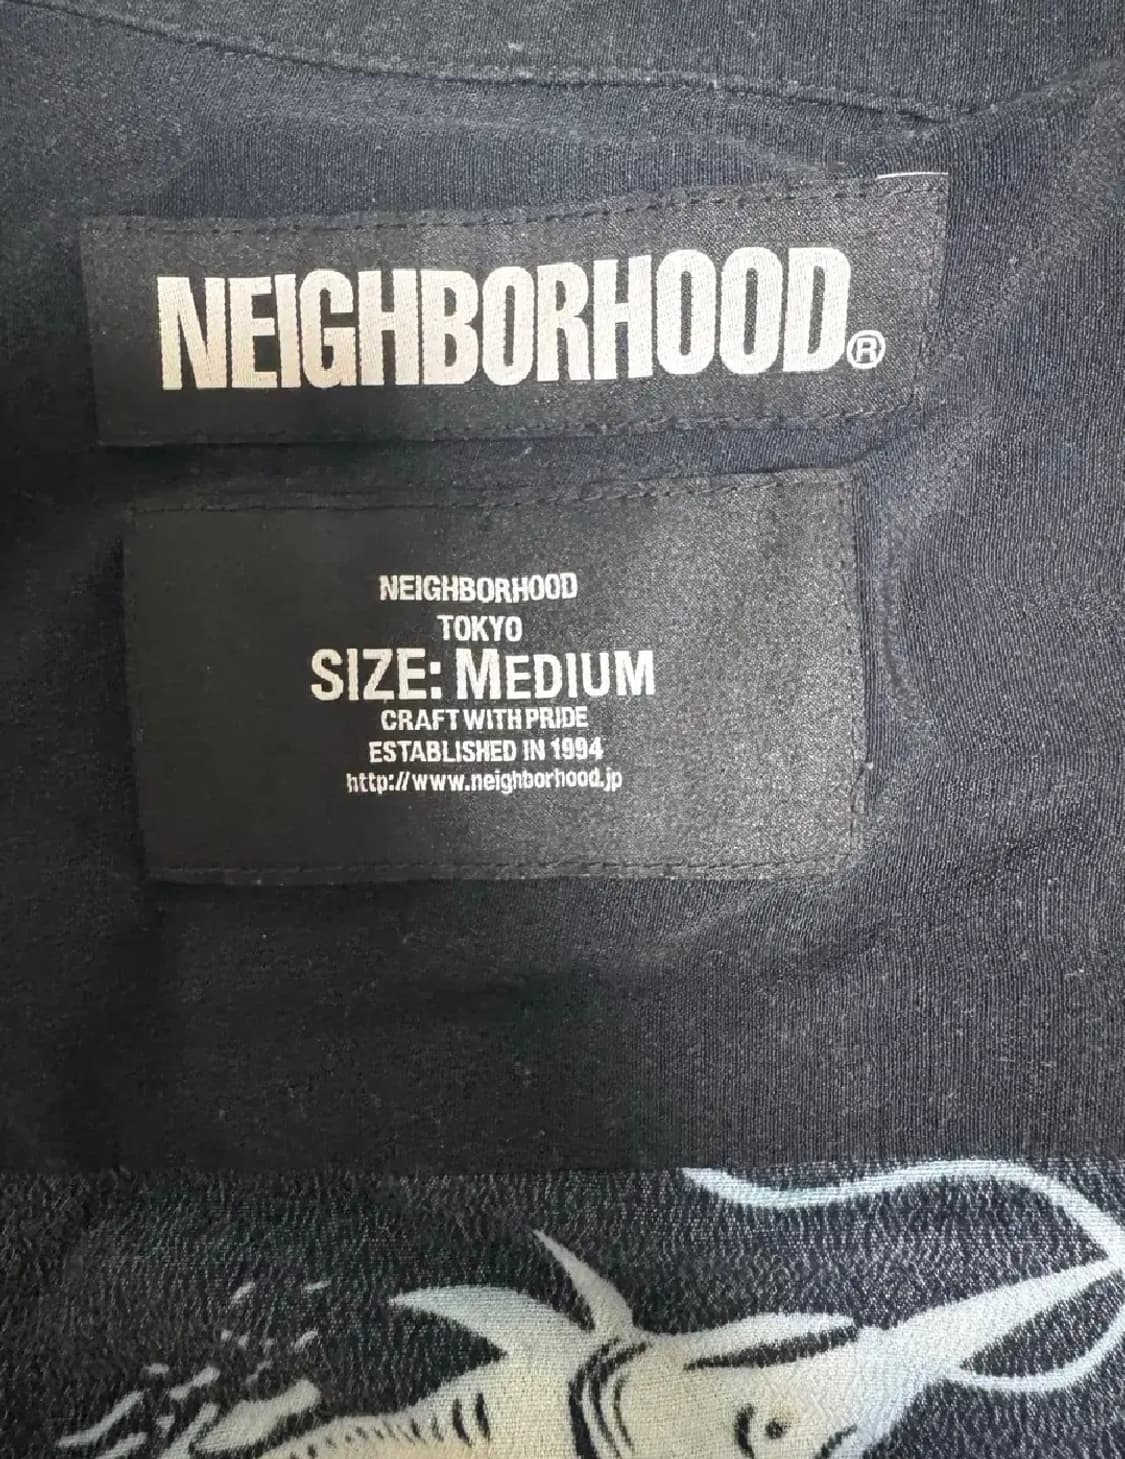 NEIGHBORHOOD®
NEIGHBORHOOD
TOKYO
SIZE: MEDIUM
CRAFT WITH PRIDE
ESTABLISHED IN 1994
http://www.neighborhood.jp